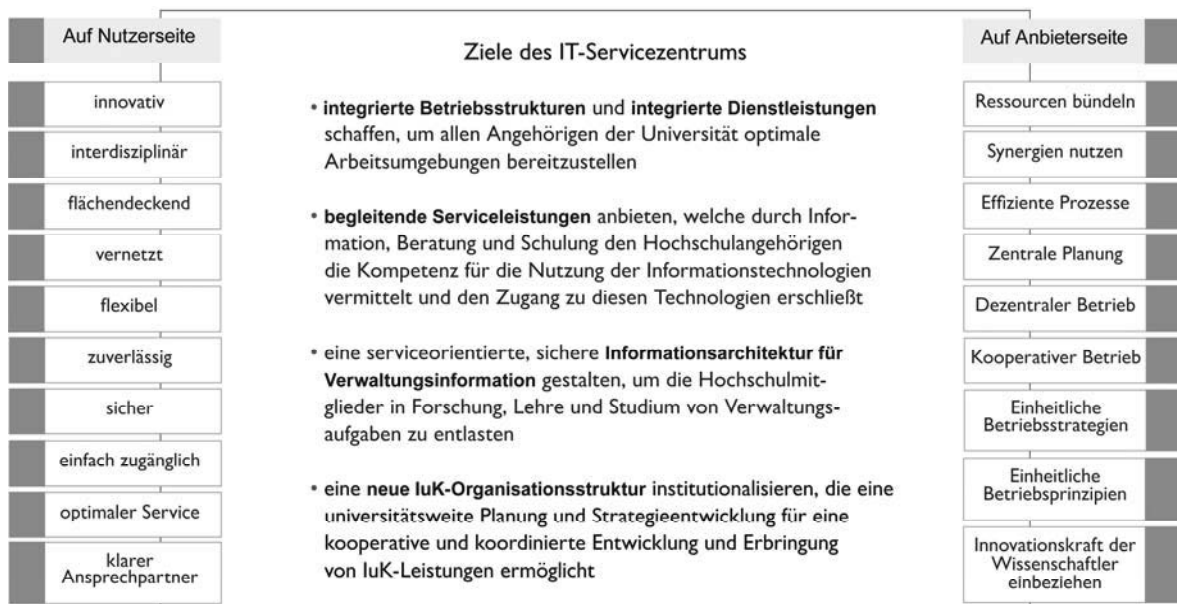 Auf Nutzerseite
innovativ
interdisziplinär
flächendeckend
vernetzt
flexibel
zuverlässig
sicher
einfach zugänglich
optimaler Service
klarer
Ansprechpartner
Ziele des IT-Servicezentrums
• integrierte Betriebsstrukturen und integrierte Dienstleistungen
schaffen, um allen Angehörigen der Universität optimale
Arbeitsumgebungen bereitzustellen
• begleitende Serviceleistungen anbieten, welche durch Infor-
mation, Beratung und Schulung den Hochschulangehörigen
die Kompetenz für die Nutzung der Informationstechnologien
vermittelt und den Zugang zu diesen Technologien erschließt
• eine serviceorientierte, sichere Informationsarchitektur für
Verwaltungsinformation gestalten, um die Hochschulmit-
glieder in Forschung, Lehre und Studium von Verwaltungs-
aufgaben zu entlasten
• eine neue IuK-Organisationsstruktur institutionalisieren, die eine
universitätsweite Planung und Strategieentwicklung für eine
kooperative und koordinierte Entwicklung und Erbringung
von IuK-Leistungen ermöglicht
Auf Anbieterseite
Ressourcen bündeln
Synergien nutzen
Effiziente Prozesse
Zentrale Planung
Dezentraler Betrieb
Kooperativer Betrieb
Einheitliche
Betriebsstrategien
Einheitliche
Betriebsprinzipien
Innovationskraft der
Wissenschaftler
einbeziehen